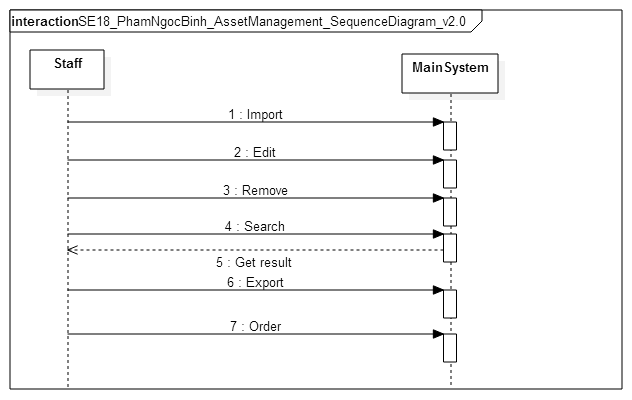 interactionSE18_PhamNgocBinh_AssetManagement_SequenceDiagram_v2.0
Staff
MainSystem
1 : Import
2 : Edit
3 : Remove
4 : Search
5 : Get result
6 : Export
7 : Order